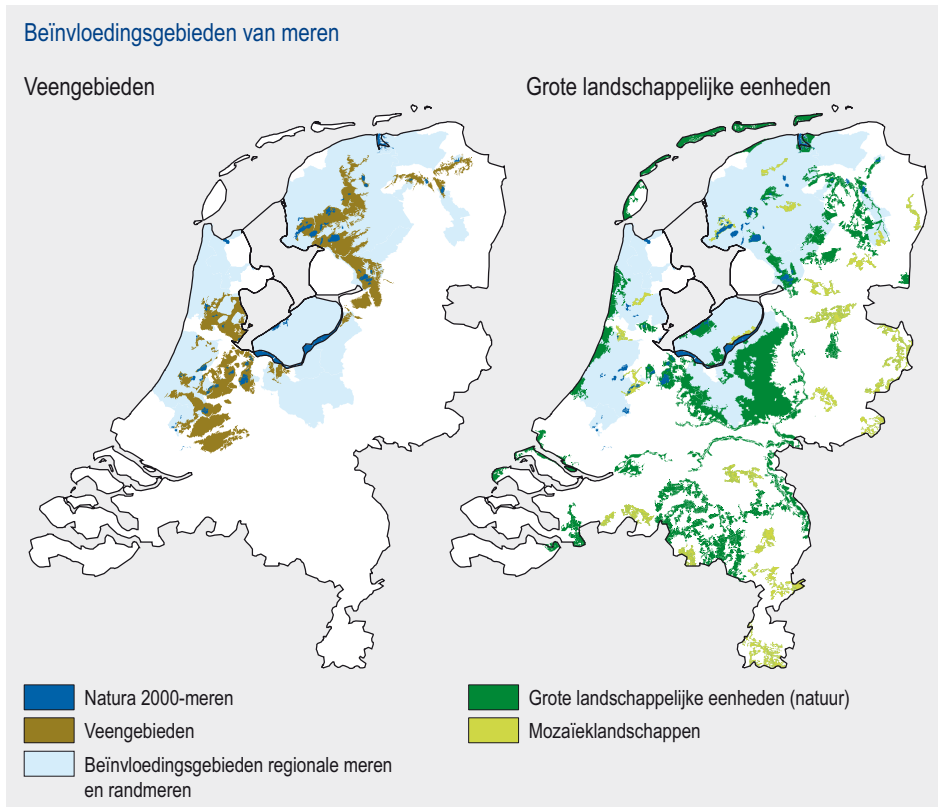 Beïnvloedingsgebieden van meren
Veengebieden
Grote landschappelijke eenheden
Natura 2000-meren
Veengebieden
Beïnvloedingsgebieden regionale meren
en randmeren
Grote landschappelijke eenheden (natuur)
Mozaïeklandschappen